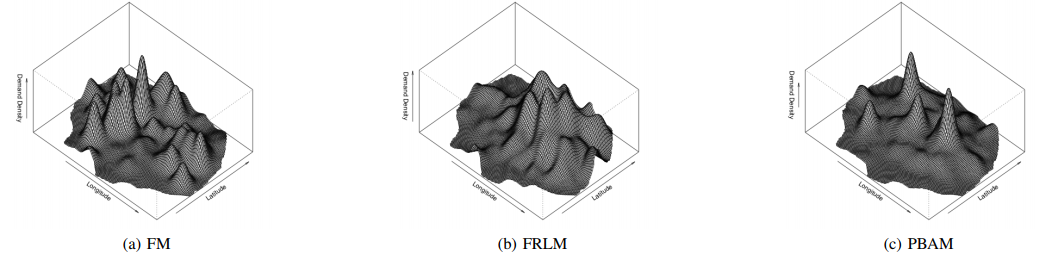 Demand Density
Longitude
Latitude
(a) FM
Demand Density
Longitude
Latitude
(b) FRLM
Demand Density
Longitude
Latitude
(c) PBAM